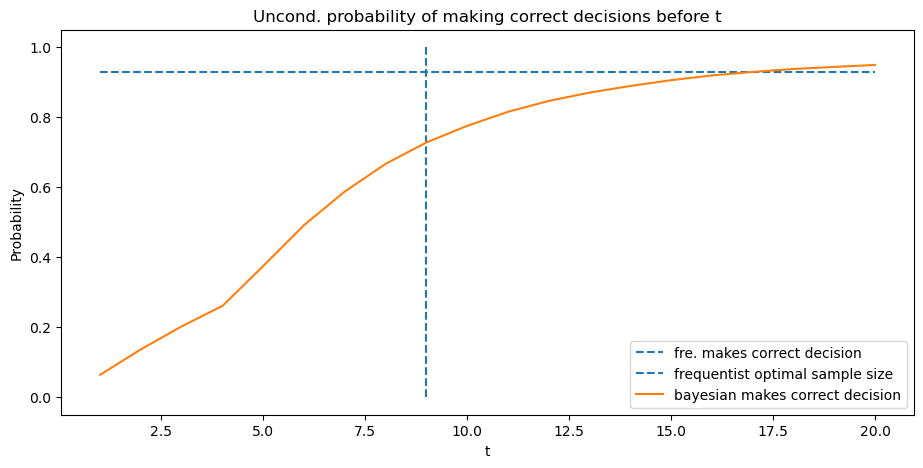 Uncond. probability of making correct decisions before t
1.0
0.8
0.6
0.4
0.2
0.0
Probability
fre. makes correct decision
frequentist optimal sample size
bayesian makes correct decision
2.5 5.0 7.5 10.0 12.5 15.0 17.5 20.0
t